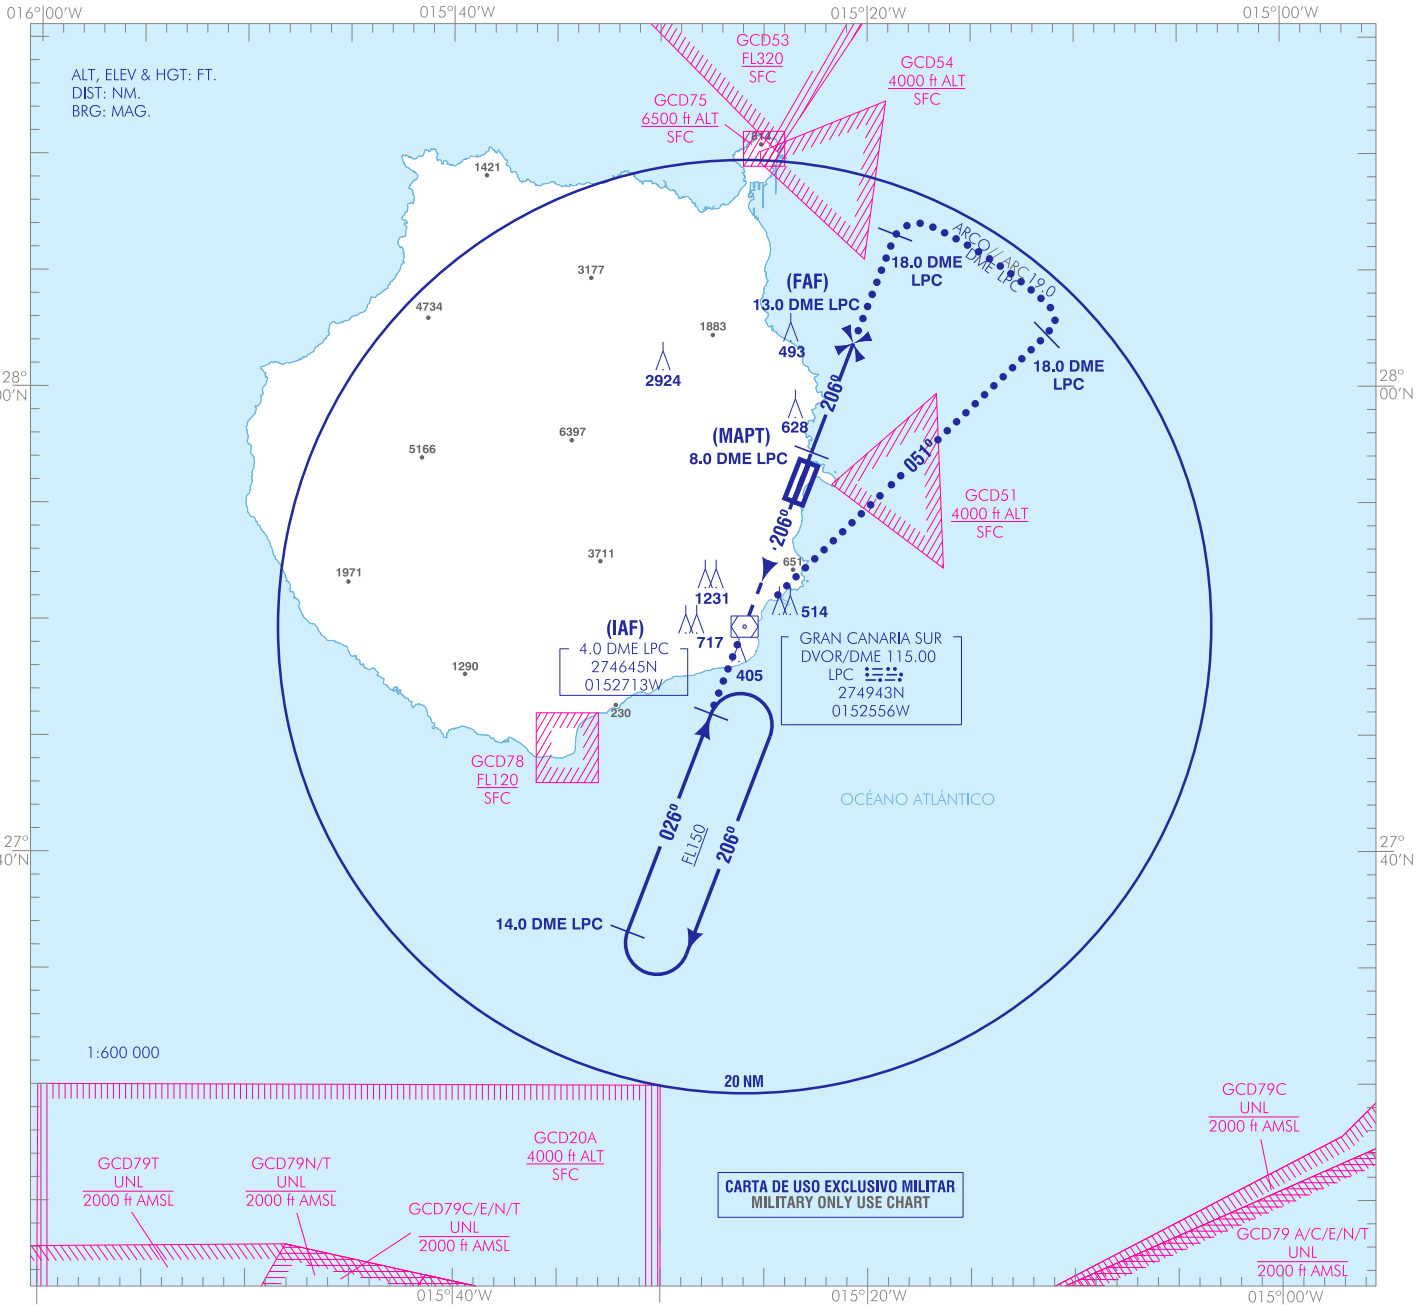 016°00'W
015°40'W
015°20'W
015°00'W
ALT, ELEV & HGT: FT.
DIST: NM.
BRG: MAG.
GCD53
FL320
SFC
GCD54
4000 ft ALT
SFC
GCD75
6500 ft ALT
SFC
814
1421
ARCO // ARC 19.0
DME LPC
18.0 DME
LPC
3177
(FAF)
13.0 DME LPC
4734
1883
493
2924
18.0 DME
LPC
28°
00'N
28°
00'N
206º
628
(MAPT)
8.0 DME LPC
6397
5166
051º
GCD51
4000 ft ALT
SFC
206º
3711
651
1971
1231
514
(IAF)
4.0 DME LPC
274645N
0152713W
717
GRAN CANARIA SUR
DVOR/DME 115.00
LPC
274943N
0152556W
405
1290
230
GCD78
FL120
SFC
OCÉANO ATLÁNTICO
026º
FL150
206º
27°
40'N
27°
40'N
14.0 DME LPC
1:600 000
20 NM
GCD79C
UNL
2000 ft AMSL
GCD20A
4000 ft ALT
SFC
GCD79T
UNL
2000 ft AMSL
GCD79N/T
UNL
2000 ft AMSL
GCD79C/E/N/T
UNL
2000 ft AMSL
CARTA DE USO EXCLUSIVO MILITAR
MILITARY ONLY USE CHART
GCD79 A/C/E/N/T
UNL
2000 ft AMSL
015°40'W
015°20'W
015°00'W